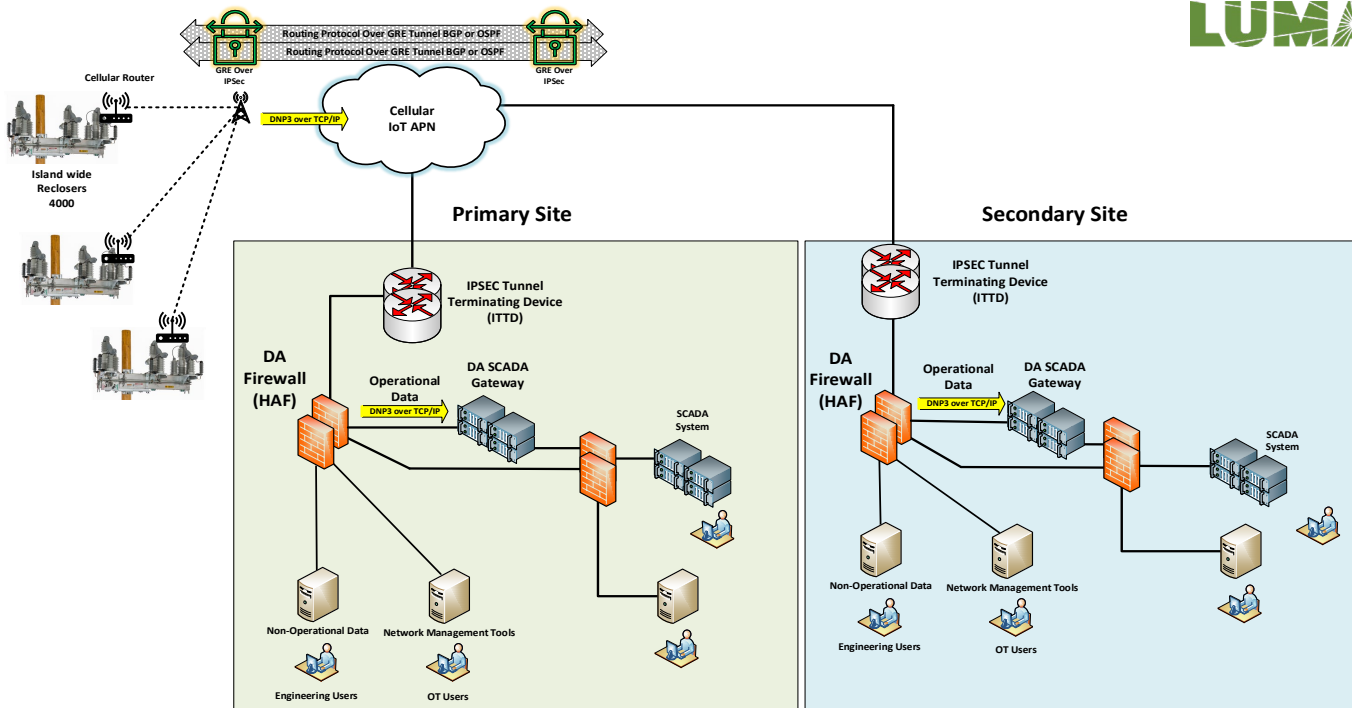 LUMA
Routing Protocol Over GRE Tunnel BGP or OSPF
Routing Protocol Over GRE Tunnel BGP or OSPF
GRE Over
IPSec
GRE Over
IPSec
Cellular Router
DNP3 over TCP/IP
Cellular
IoT APN
Island wide
Reclosers
4000
Primary Site
IPSEC Tunnel
Terminating Device
(ITTD)
DA
Firewall
(HAF)
Operational
Data
DNP3 over TCP/IP
DA SCADA
Gateway
SCADA
System
Non-Operational Data
Network Management Tools
Engineering Users
OT Users
Secondary Site
IPSEC Tunnel
Terminating Device
(ITTD)
DA
Firewall
(HAF)
Operational
Data
DNP3 over TCP/IP
DA SCADA
Gateway
SCADA
System
Non-Operational Data
Network Management Tools
Engineering Users
OT Users